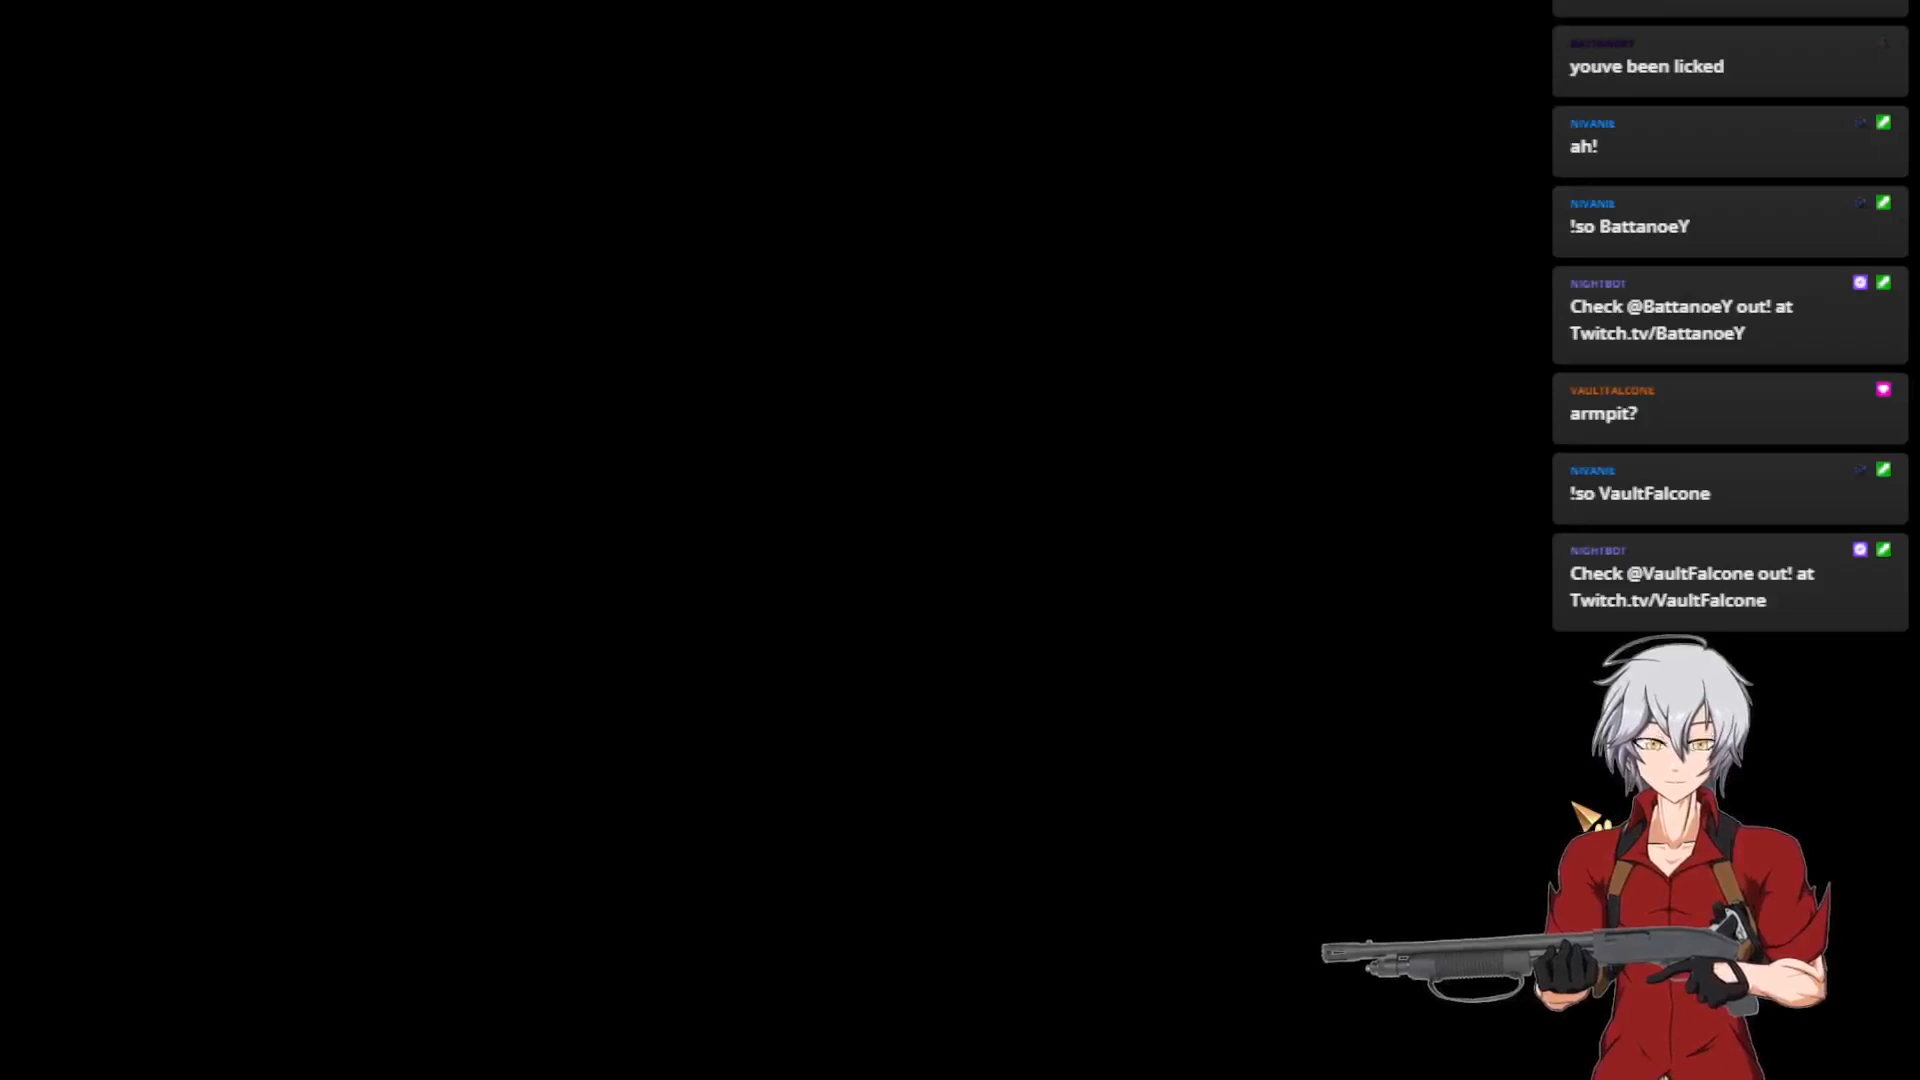 BATTANOEY
youve been licked
NIVANIE
ah!
NIVANIE
!so BattanoeY
NIGHTBOT
Check @BattanoeY out! at
Twitch.tv/BattanoeY
VAULTFALCONE
armpit?
NIVANIE
!so VaultFalcone
NIGHTBOT
Check @VaultFalcone out! at
Twitch.tv/VaultFalcone